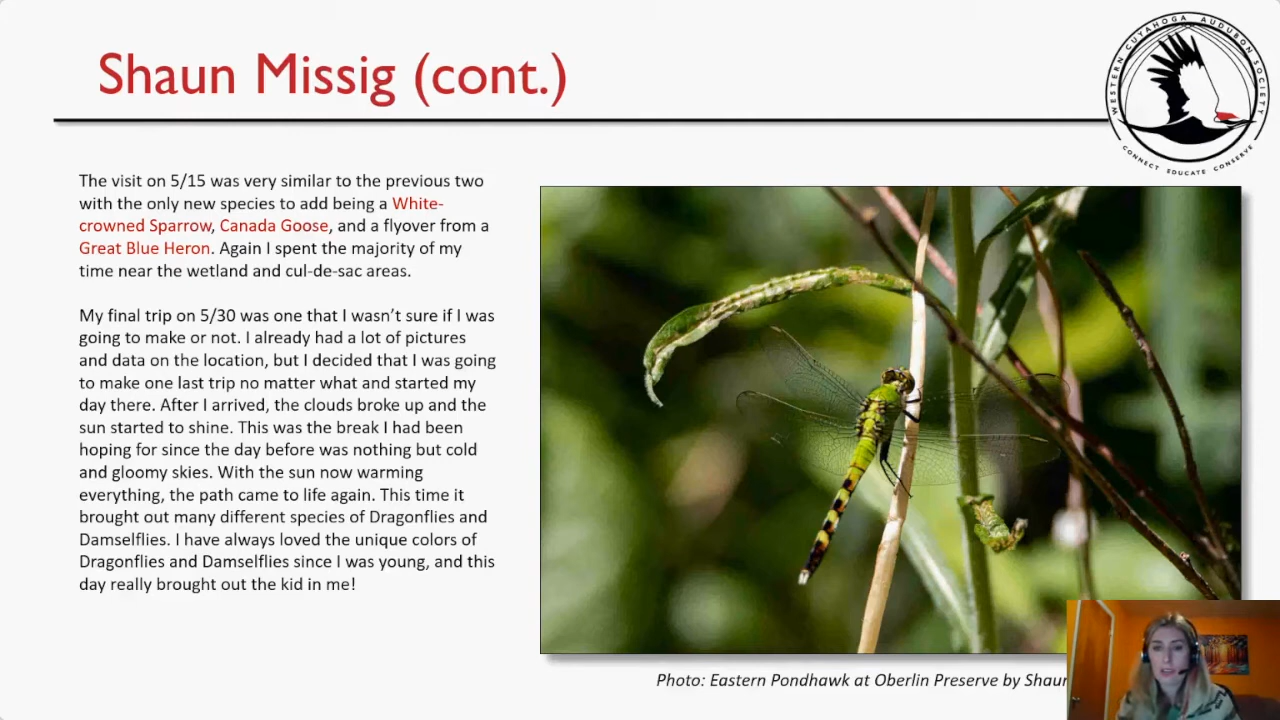 Shaun Missig (cont.)
WESTERN CUYAHOGA AUDUBON SOCIETY
CONNECT EDUCATE CONSERVE
The visit on 5/15 was very similar to the previous two
with the only new species to add being a White-
crowned Sparrow, Canada Goose, and a flyover from a
Great Blue Heron. Again I spent the majority of my
time near the wetland and cul-de-sac areas.
My final trip on 5/30 was one that I wasn’t sure if I was
going to make or not. I already had a lot of pictures
and data on the location, but I decided that I was going
to make one last trip no matter what and started my
day there. After I arrived, the clouds broke up and the
sun started to shine. This was the break I had been
hoping for since the day before was nothing but cold
and gloomy skies. With the sun now warming
everything, the path came to life again. This time it
brought out many different species of Dragonflies and
Damselflies. I have always loved the unique colors of
Dragonflies and Damselflies since I was young, and this
day really brought out the kid in me!
Photo: Eastern Pondhawk at Oberlin Preserve by Shaun